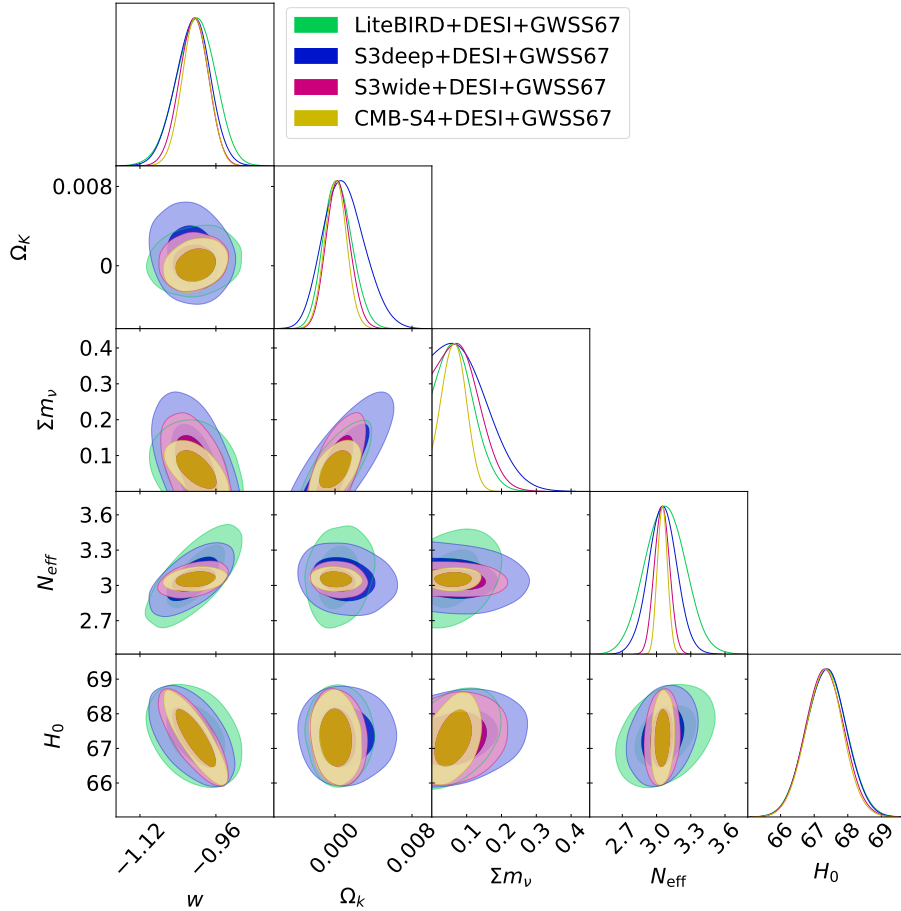 LiteBIRD+DESI+GWSS67
S3deep+DESI+GWSS67
S3wide+DESI+GWSS67
CMB-S4+DESI+GWSS67
0.008
0
Ω_K
0.4
0.3
0.2
0.1
Σm_ν
3.6
3.3
3
2.7
N_eff
69
68
67
66
H_0
−1.12 −0.96
0.000 0.008
0.1 0.2 0.3 0.4
2.7 3.0 3.3 3.6
66 67 68 69
w Ω_k Σm_ν N_eff H_0